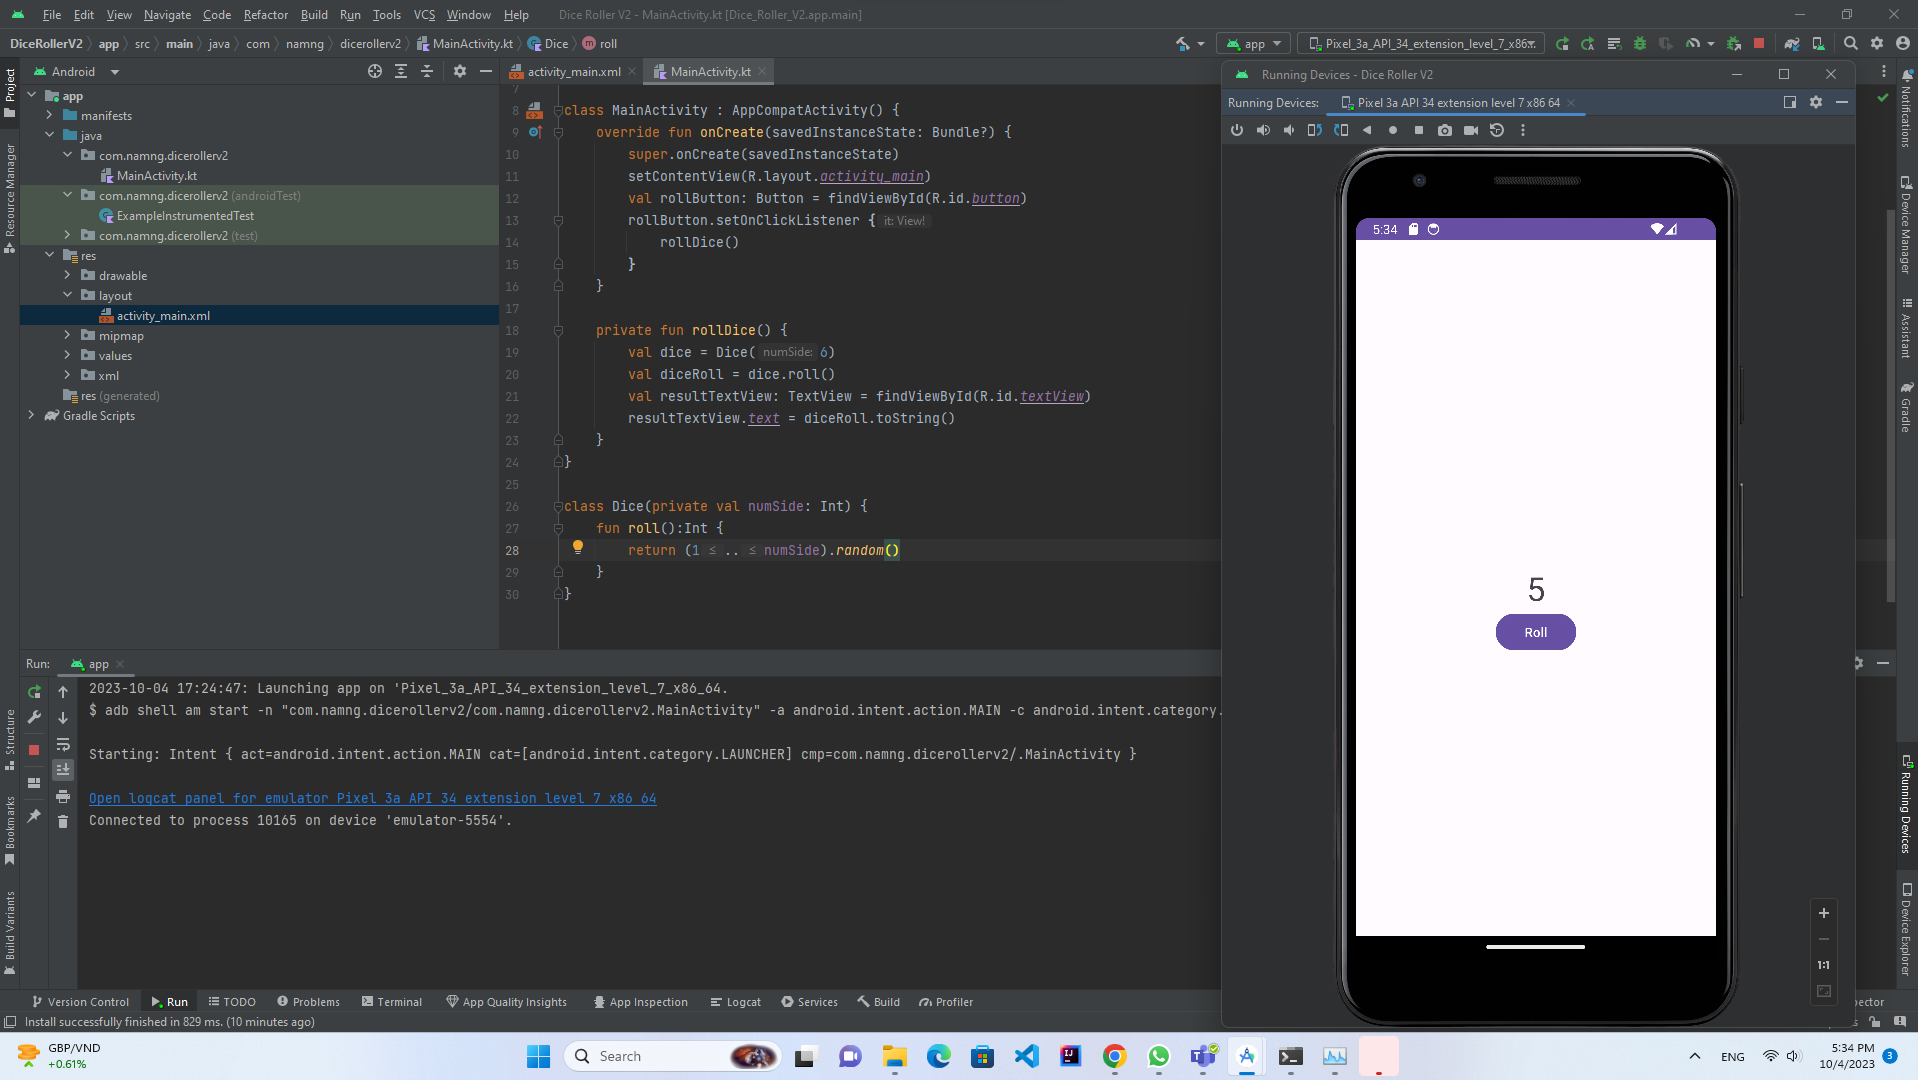 File Edit View Navigate Code Refactor Build Run Tools VCS Window Help Dice Roller V2 - MainActivity.kt [Dice_Roller_V2.app.main]
DiceRollerV2 app src main java com namng dicerollerv2 MainActivity.kt Dice roll app Pixel_3a_API_34_extension_level_7_x86
Android
activity_main.xml MainActivity.kt
Project
Resource Manager
Structure
Bookmarks
Build Variants
app
manifests
java
com.namng.dicerollerv2
MainActivity.kt
com.namng.dicerollerv2 (androidTest)
ExampleInstrumentedTest
com.namng.dicerollerv2 (test)
res
drawable
layout
activity_main.xml
mipmap
values
xml
res (generated)
Gradle Scripts
7
8 class MainActivity : AppCompatActivity() {
9 override fun onCreate(savedInstanceState: Bundle?) {
10 super.onCreate(savedInstanceState)
11 setContentView(R.layout.activity_main)
12 val rollButton: Button = findViewById(R.id.button)
13 rollButton.setOnClickListener { it: View!
14 rollDice()
15 }
16 }
17
18 private fun rollDice() {
19 val dice = Dice( numSide: 6)
20 val diceRoll = dice.roll()
21 val resultTextView: TextView = findViewById(R.id.textView)
22 resultTextView.text = diceRoll.toString()
23 }
24 }
25
26 class Dice(private val numSide: Int) {
27 fun roll():Int {
28 return (1 ≤ .. ≤ numSide).random()
29 }
30 }
Running Devices - Dice Roller V2
Running Devices: Pixel 3a API 34 extension level 7 x86 64
5:34
5
Roll
1:1
Notifications
Device Manager
Assistant
Gradle
Running Devices
Device Explorer
Run: app
2023-10-04 17:24:47: Launching app on 'Pixel_3a_API_34_extension_level_7_x86_64.
$ adb shell am start -n "com.namng.dicerollerv2/com.namng.dicerollerv2.MainActivity" -a android.intent.action.MAIN -c android.intent.category.
Starting: Intent { act=android.intent.action.MAIN cat=[android.intent.category.LAUNCHER] cmp=com.namng.dicerollerv2/.MainActivity }
Open logcat panel for emulator Pixel 3a API 34 extension level 7 x86 64
Connected to process 10165 on device 'emulator-5554'.
Version Control Run TODO Problems Terminal App Quality Insights App Inspection Logcat Services Build Profiler pector
Install successfully finished in 829 ms. (10 minutes ago)
GBP/VND
+0.61%
Search
ENG
5:34 PM
10/4/2023
3